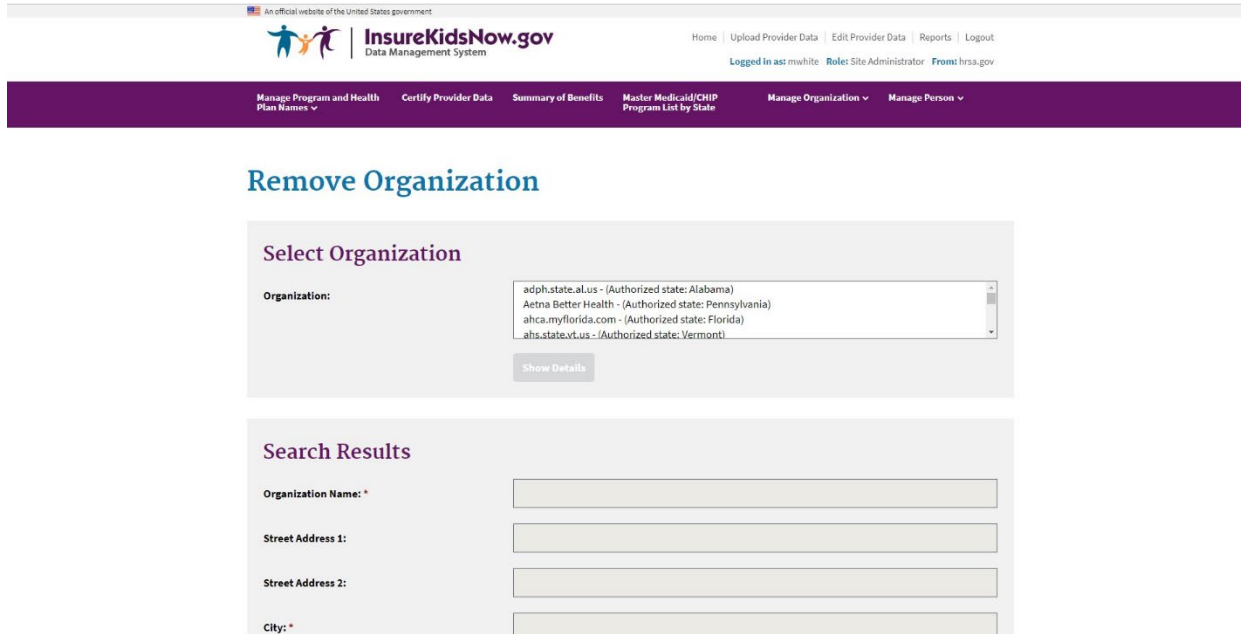 An official website of the United States government
InsureKidsNow.gov
Data Management System
Home | Upload Provider Data | Edit Provider Data | Reports | Logout
Logged in as: mwhite Role: Site Administrator From: hrsa.gov
Manage Program and Health Plan Names
Certify Provider Data
Summary of Benefits
Master Medicaid/CHIP Program List by State
Manage Organization
Manage Person
Remove Organization
Select Organization
Organization:
adph.state.al.us - (Authorized state: Alabama)
Aetna Better Health - (Authorized state: Pennsylvania)
ahca.myflorida.com - (Authorized state: Florida)
ahs.state.vt.us - (Authorized state: Vermont)
Show Details
Search Results
Organization Name: *
Street Address 1:
Street Address 2:
City: *